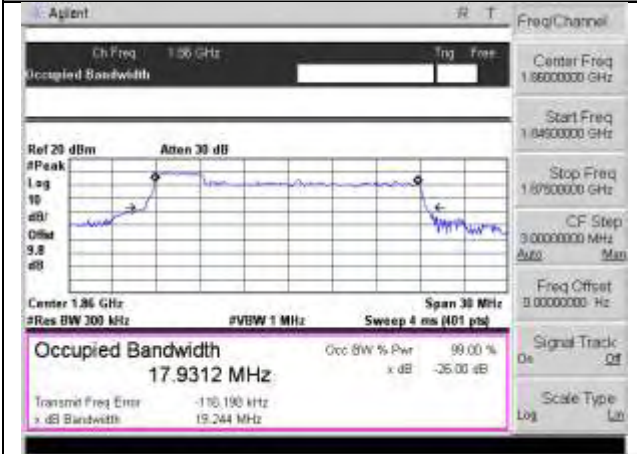 Agilent
R T
Ch Freq 1.86 GHz Trig Free
Occupied Bandwidth
Ref 20 dBm Atten 30 dB
#Peak
Log
10
dB/
Offst
9.8
dB
Center 1.86 GHz Span 30 MHz
#Res BW 300 kHz #VBW 1 MHz Sweep 4 ms (401 pts)
Occupied Bandwidth
17.9312 MHz
Occ BW % Pwr 99.00 %
x dB -26.00 dB
Transmit Freq Error -116.198 kHz
x dB Bandwidth 19.244 MHz
Freq/Channel
Center Freq
1.86000000 GHz
Start Freq
1.84500000 GHz
Stop Freq
1.87500000 GHz
CF Step
3.00000000 MHz
Auto Man
Freq Offset
0.00000000 Hz
Signal Track
On Off
Scale Type
Log Lin